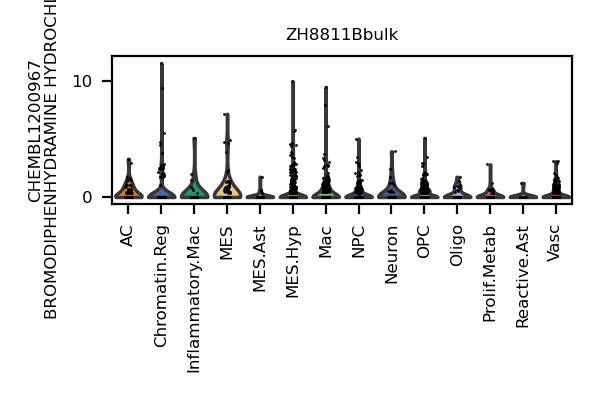 ZH8811Bbulk
CHEMBL1200967
BROMODIPHENHYDRAMINE
10
0
AC
Chromatin.Reg
Inflammatory.Mac
MES
MES.Ast
MES.Hyp
Mac
NPC
Neuron
OPC
Oligo
Prolif.Metab
Reactive.Ast
Vasc